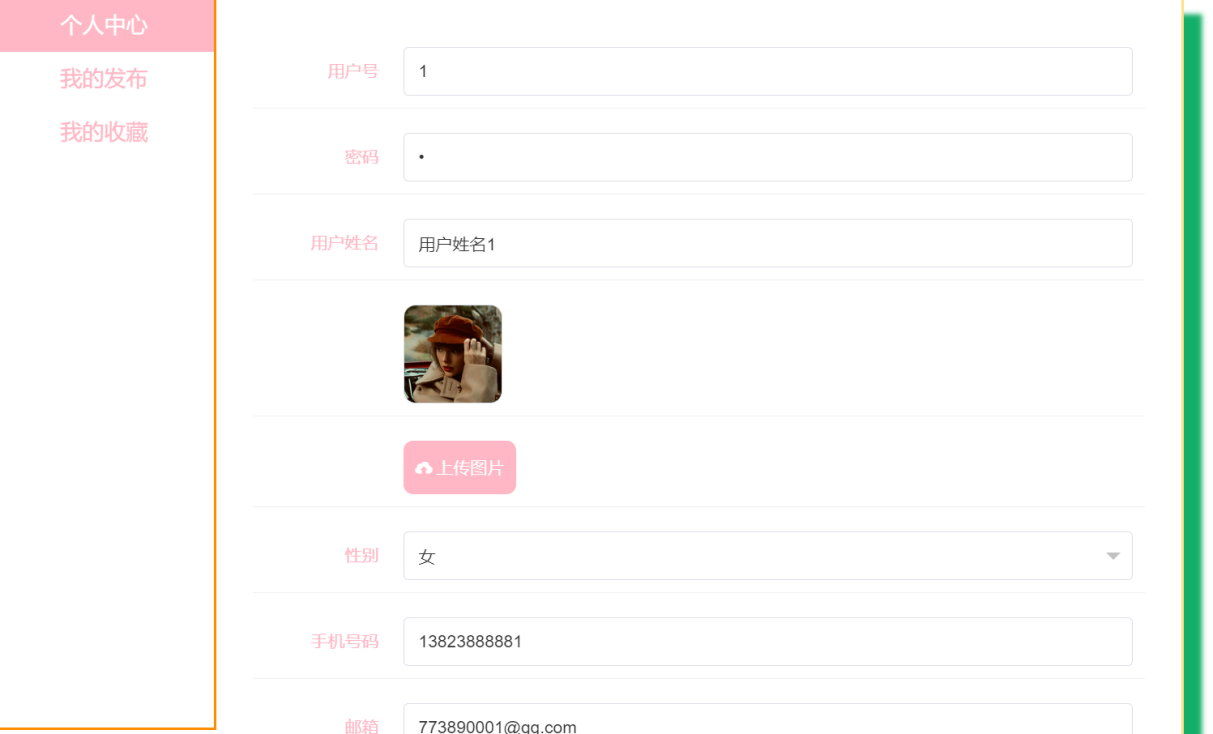 个人中心
我的发布
我的收藏
用户号 1
密码 •
用户姓名 用户姓名1
上传图片
性别 女
手机号码 13823888881
邮箱 773890001@qq.com